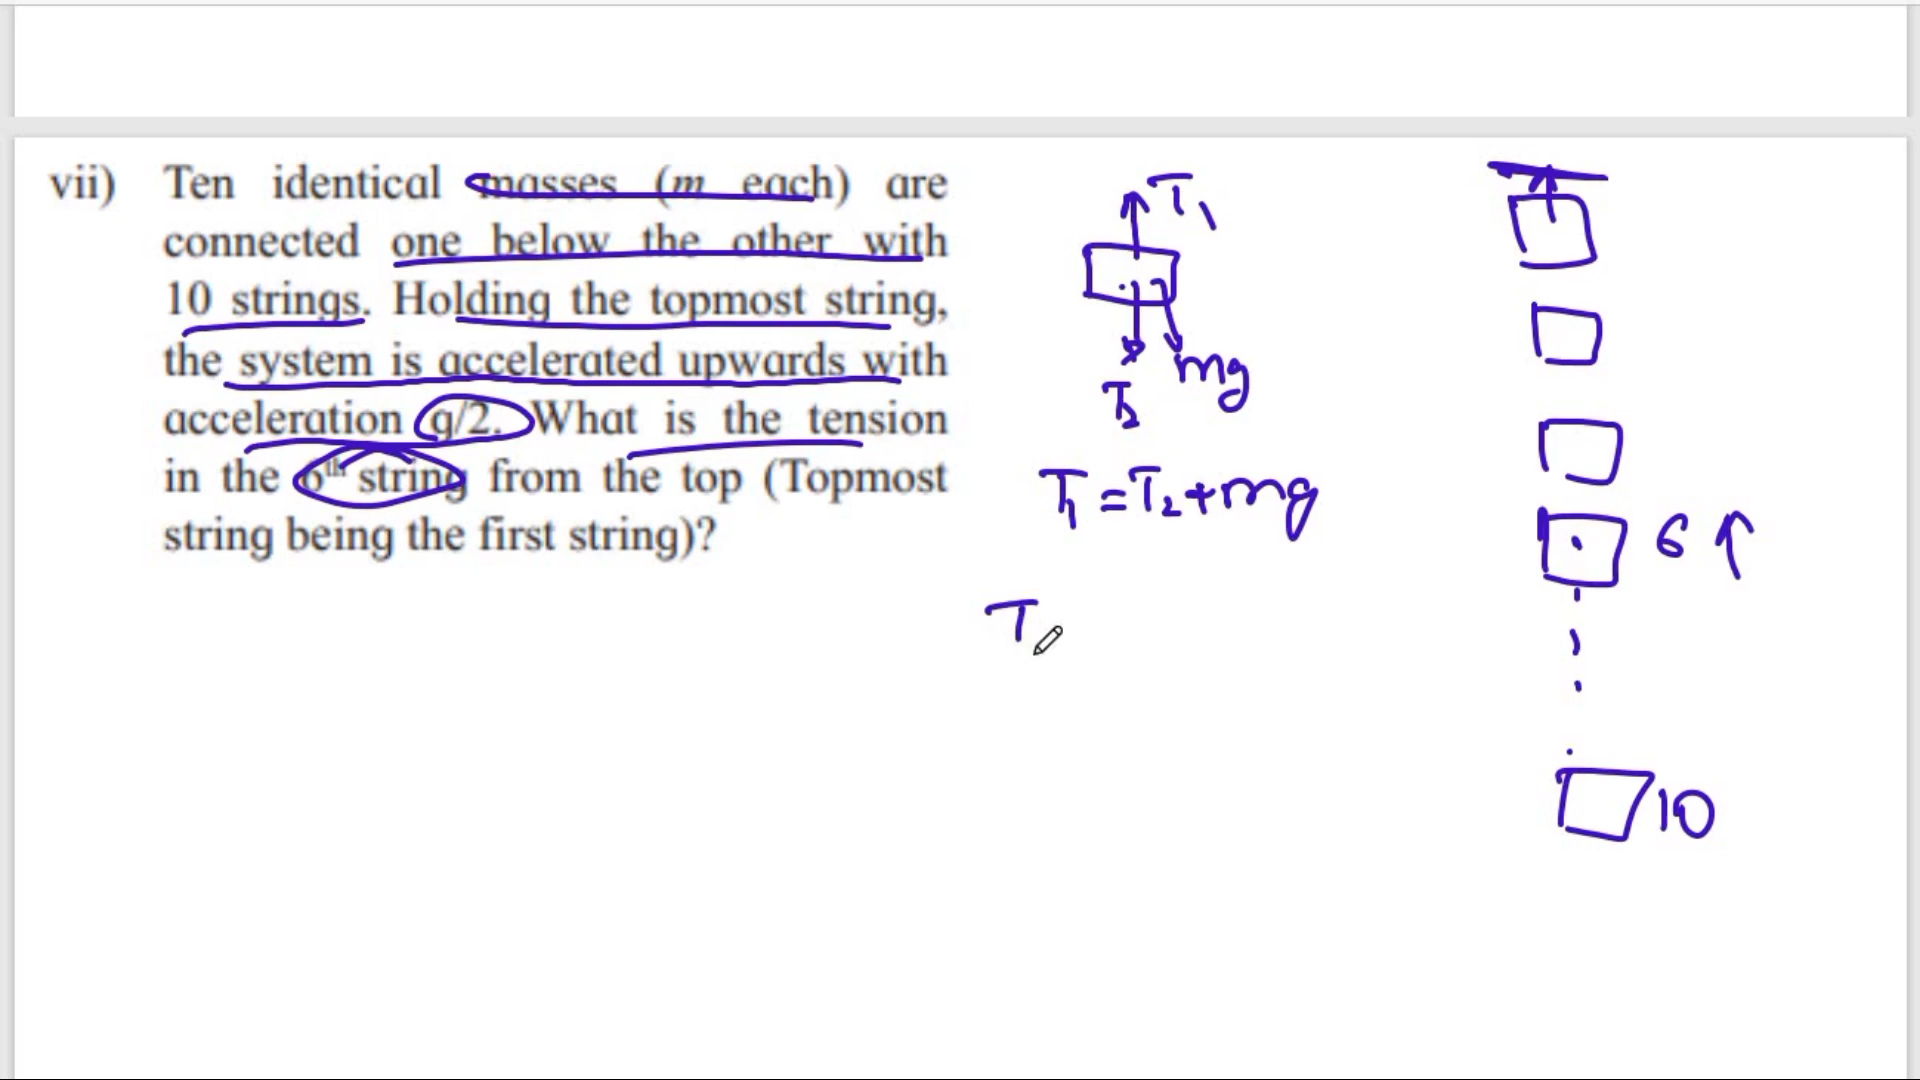 vii) Ten identical masses (m each) are
connected one below the other with
10 strings. Holding the topmost string,
the system is accelerated upwards with
acceleration g/2. What is the tension
in the 6th string from the top (Topmost
string being the first string)?
T1
mg
T2
T1 = T2 + mg
T
6
10